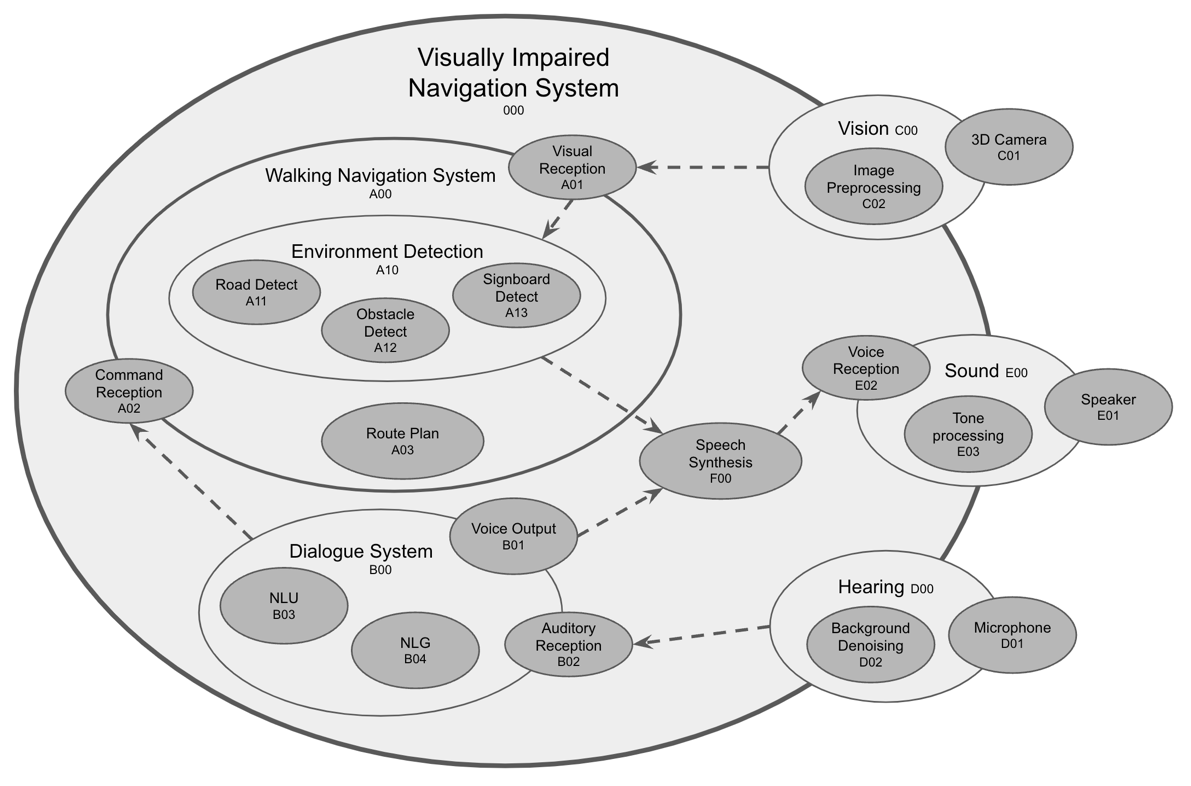 Visually Impaired
Navigation System
000
Vision C00
3D Camera
C01
Image
Preprocessing
C02
Visual
Reception
A01
Walking Navigation System
A00
Environment Detection
A10
Road Detect
A11
Obstacle
Detect
A12
Signboard
Detect
A13
Command
Reception
A02
Route Plan
A03
Voice
Reception
E02
Sound E00
Speaker
E01
Tone
processing
E03
Speech
Synthesis
F00
Voice Output
B01
Dialogue System
B00
NLU
B03
NLG
B04
Auditory
Reception
B02
Hearing D00
Background
Denoising
D02
Microphone
D01